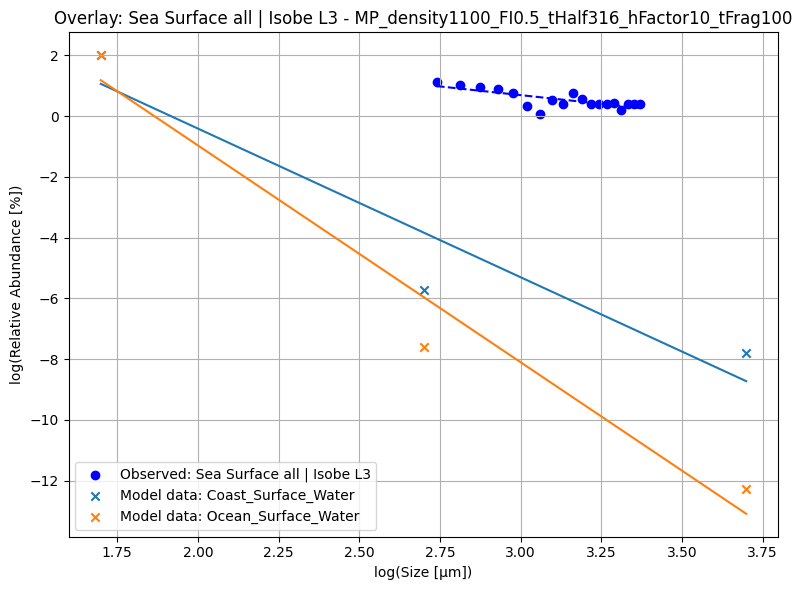 Overlay: Sea Surface all | Isobe L3 - MP_density1100_FI0.5_tHalf316_hFactor10_tFrag100
log(Relative Abundance [%])
2
0
−2
−4
−6
−8
−10
−12
Observed: Sea Surface all | Isobe L3
Model data: Coast_Surface_Water
Model data: Ocean_Surface_Water
1.75 2.00 2.25 2.50 2.75 3.00 3.25 3.50 3.75
log(Size [μm])